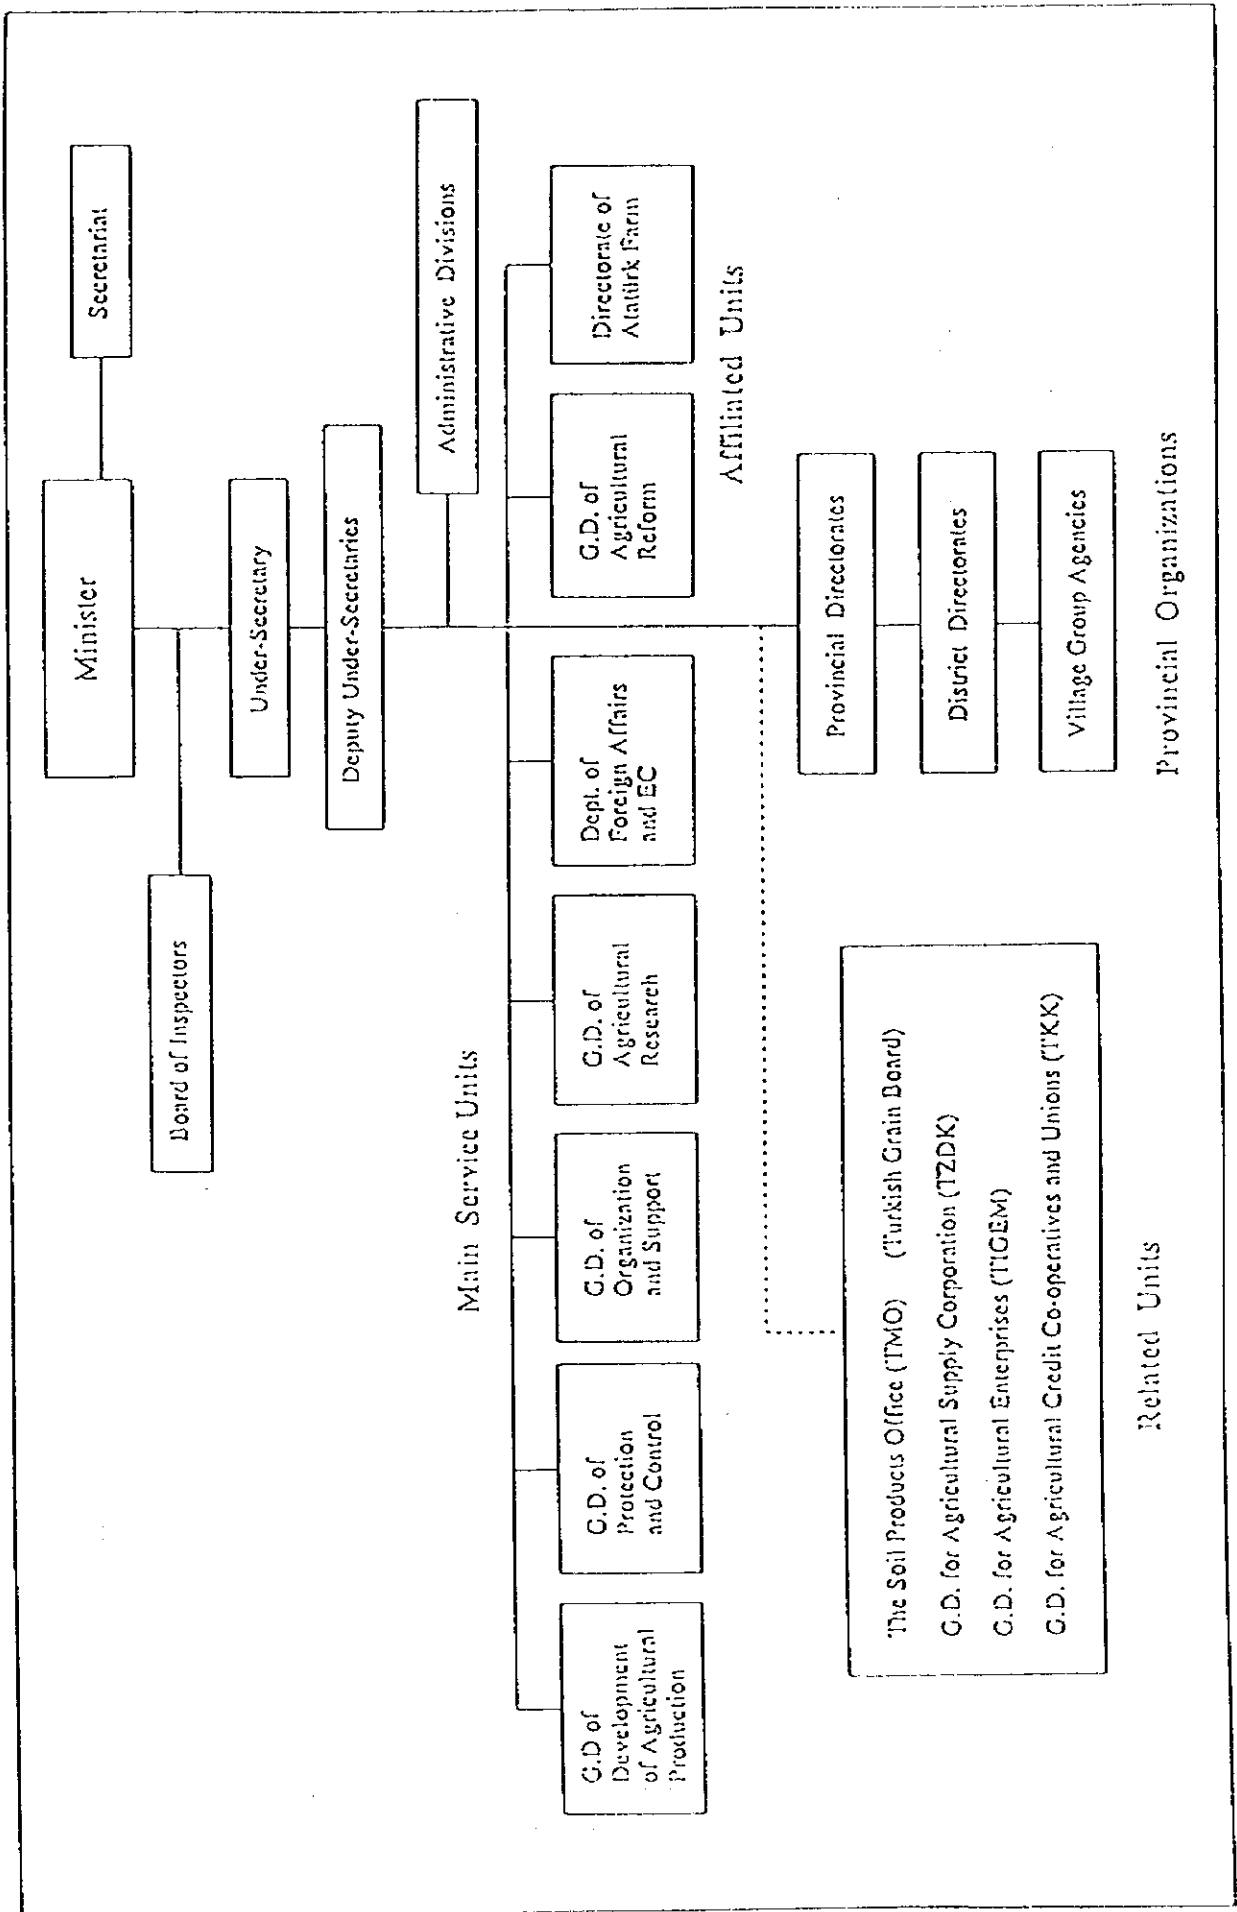 Minister
Secretariat
Board of Inspectors
Under-Secretary
Deputy Under-Secretaries
Administrative Divisions
Main Service Units
G.D of
Development
of Agricultural
Production
G.D. of
Protection
and Control
G.D. of
Organization
and Support
G.D. of
Agricultural
Research
Dept. of
Foreign Affairs
and EC
G.D. of
Agricultural
Reform
Directorate of
Atatürk Farm
Affiliated Units
The Soil Products Office (TMO) (Turkish Grain Board)
G.D. for Agricultural Supply Corporation (TZDK)
G.D. for Agricultural Enterprises (TIGEM)
G.D. for Agricultural Credit Co-operatives and Unions (TKK)
Related Units
Provincial Directorates
District Directorates
Village Group Agencies
Provincial Organizations